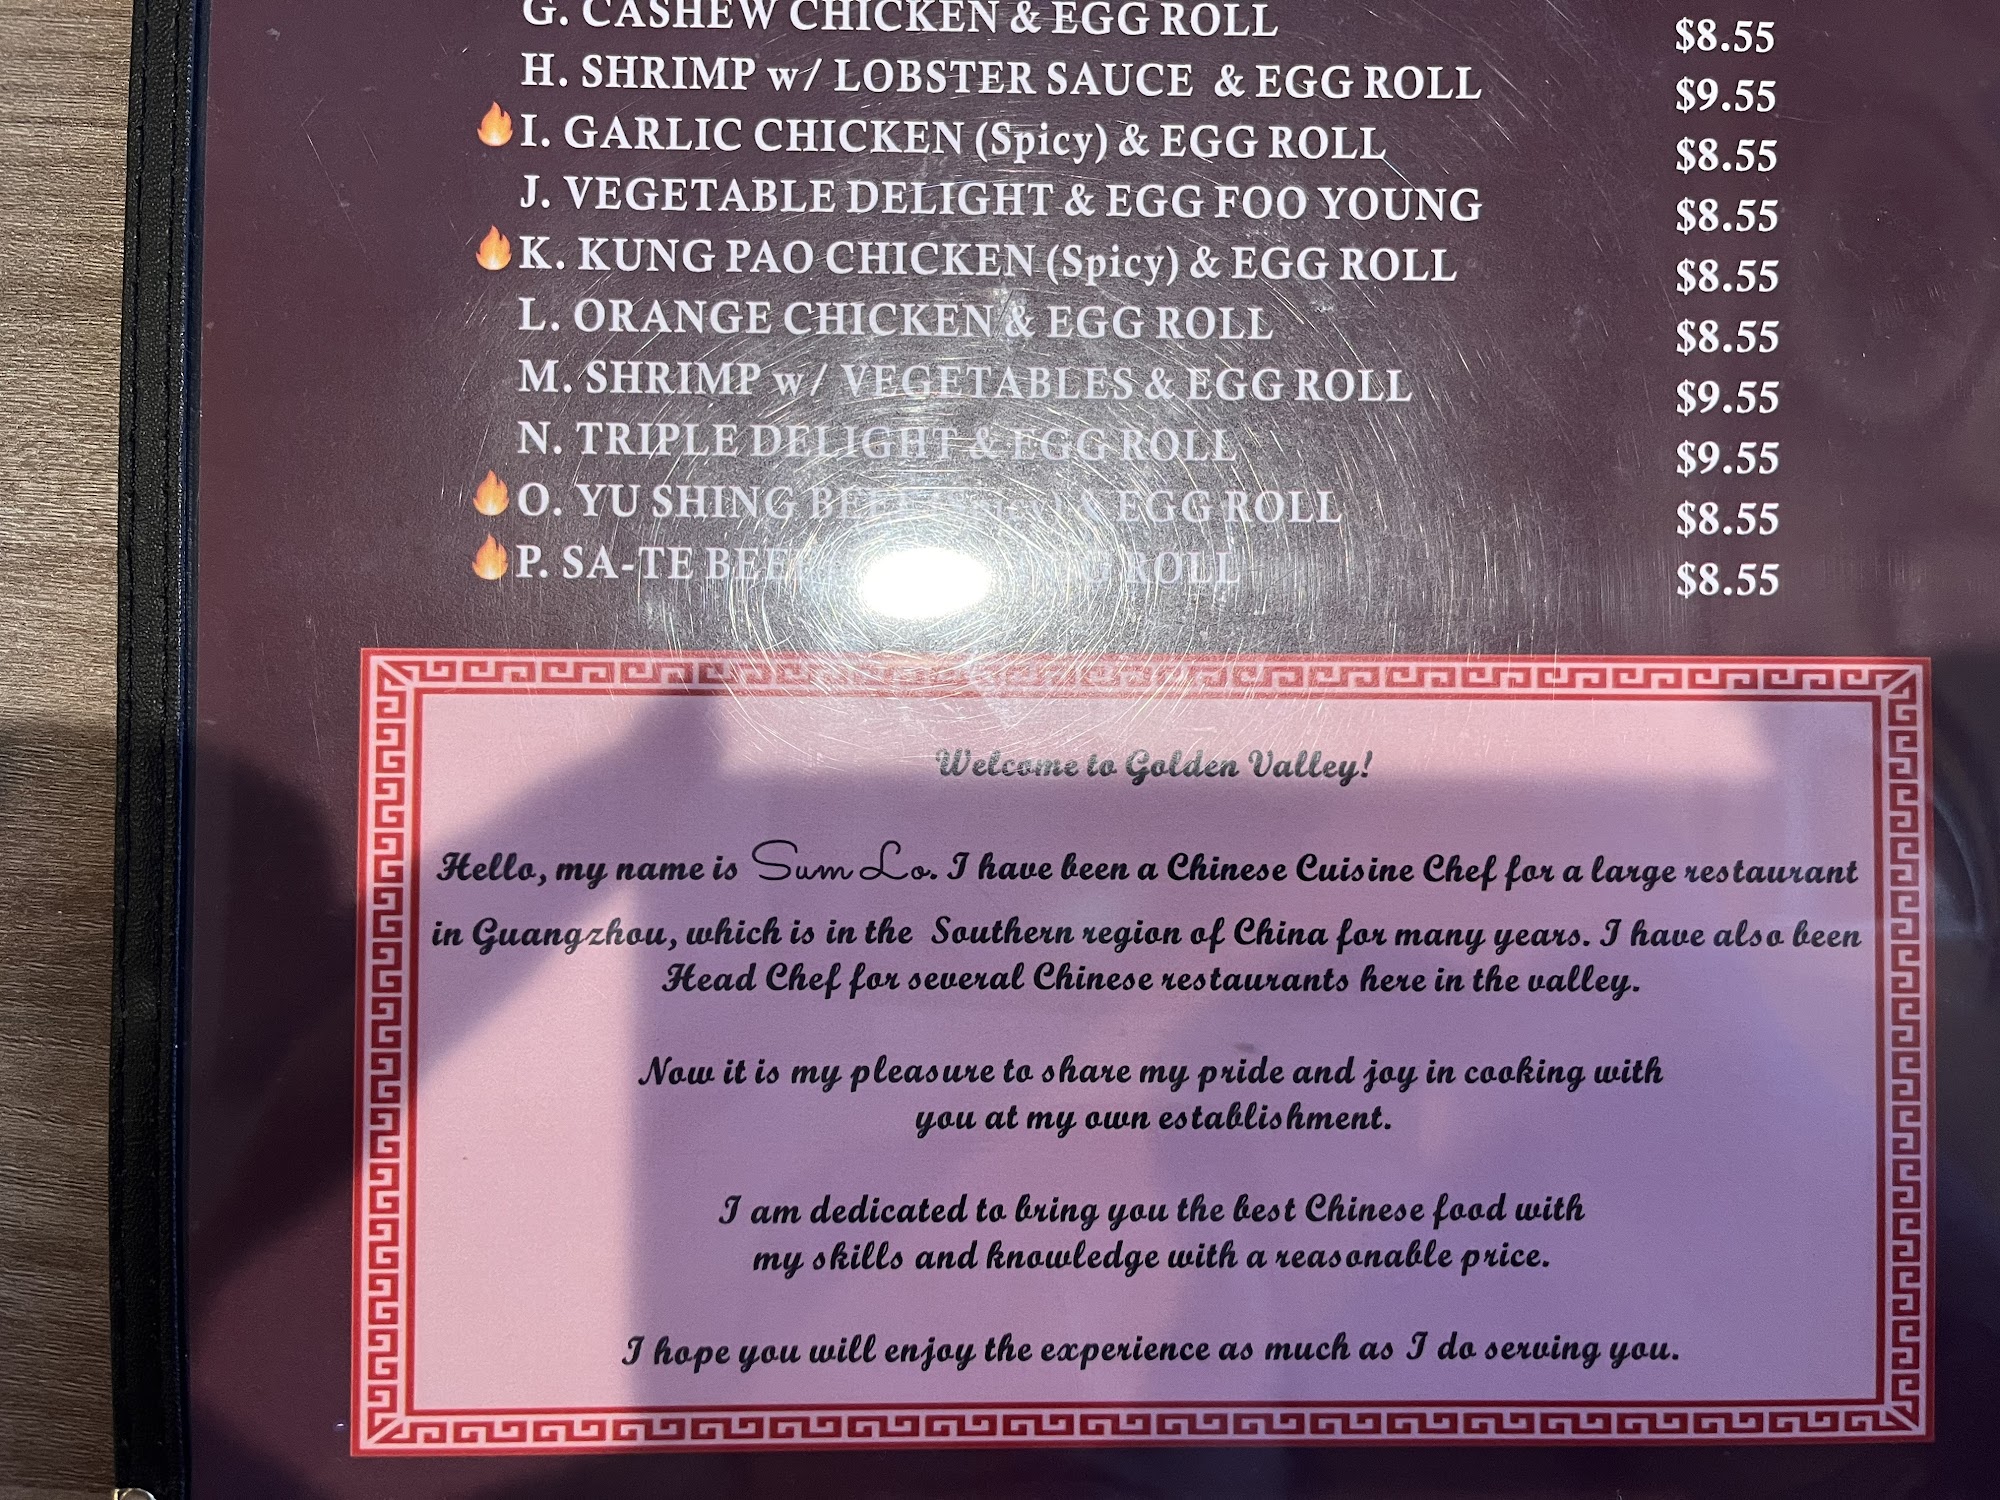 G. CASHEW CHICKEN & EGG ROLL $8.55
H. SHRIMP w/ LOBSTER SAUCE & EGG ROLL $9.55
I. GARLIC CHICKEN (Spicy) & EGG ROLL $8.55
J. VEGETABLE DELIGHT & EGG FOO YOUNG $8.55
K. KUNG PAO CHICKEN (Spicy) & EGG ROLL $8.55
L. ORANGE CHICKEN & EGG ROLL $8.55
M. SHRIMP w/ VEGETABLES & EGG ROLL $9.55
N. TRIPLE DELIGHT & EGG ROLL $9.55
O. YU SHING BEEF (Spicy) & EGG ROLL $8.55
P. SA-TE BEEF ROLL $8.55
Welcome to Golden Valley!
Hello, my name is Sum Lo. I have been a Chinese Cuisine Chef for a large restaurant
in Guangzhou, which is in the Southern region of China for many years. I have also been
Head Chef for several Chinese restaurants here in the valley.
Now it is my pleasure to share my pride and joy in cooking with
you at my own establishment.
I am dedicated to bring you the best Chinese food with
my skills and knowledge with a reasonable price.
I hope you will enjoy the experience as much as I do serving you.